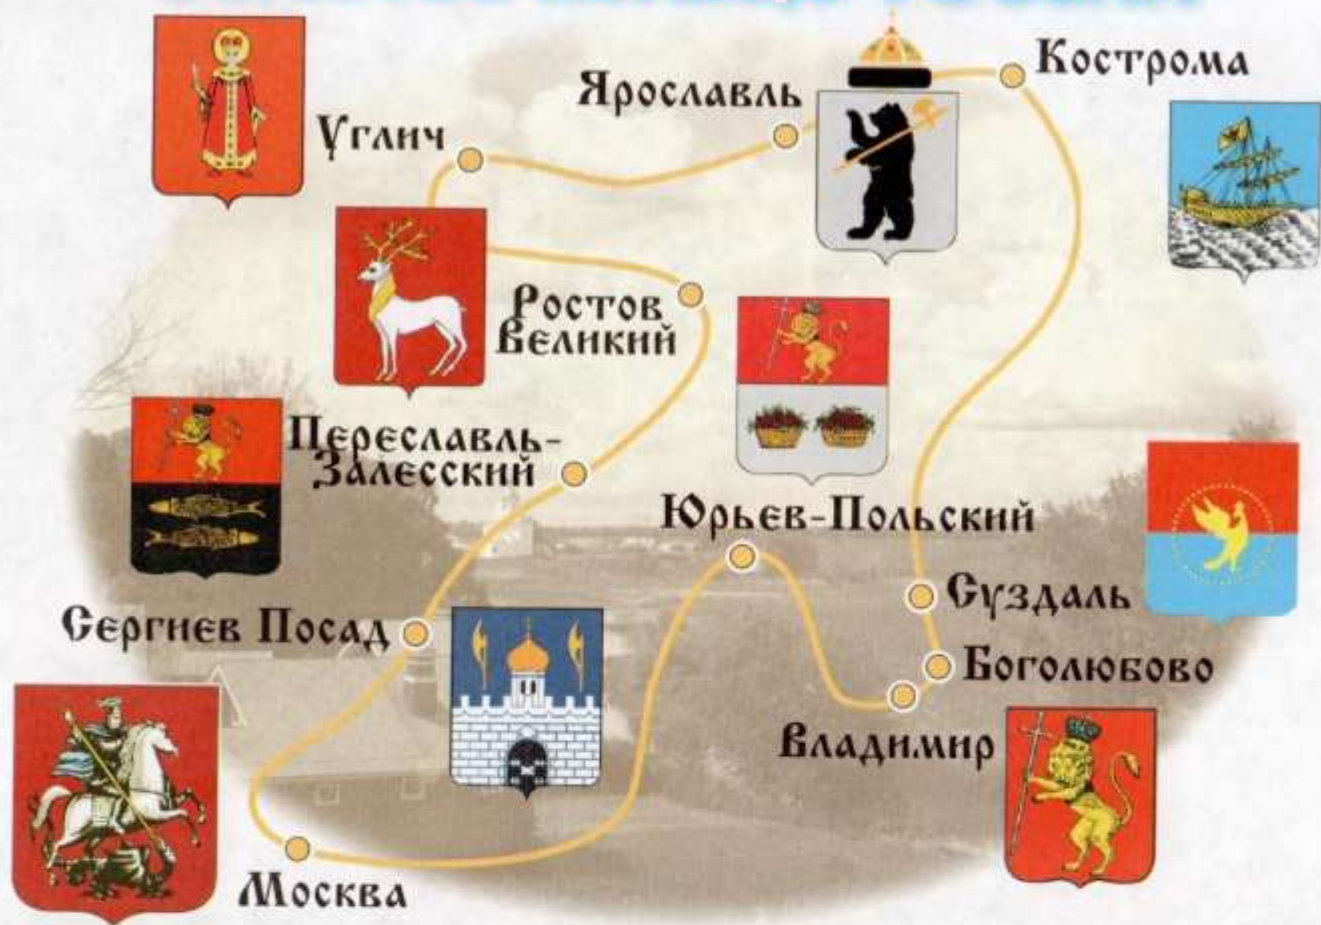 Кострома
Ярославль
Углич
Ростов
Великий
Переславль-
Залесский
Юрьев-Польский
Суздаль
Сергиев Посад
Боголюбово
Владимир
Москва